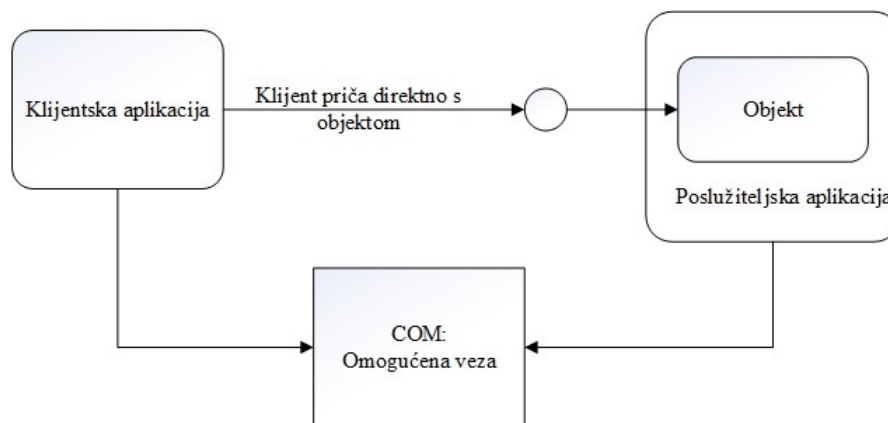 Klijentska aplikacija
Klijent priča direktno s
objektom
Objekt
Poslužiteljska aplikacija
COM:
Omogućena veza